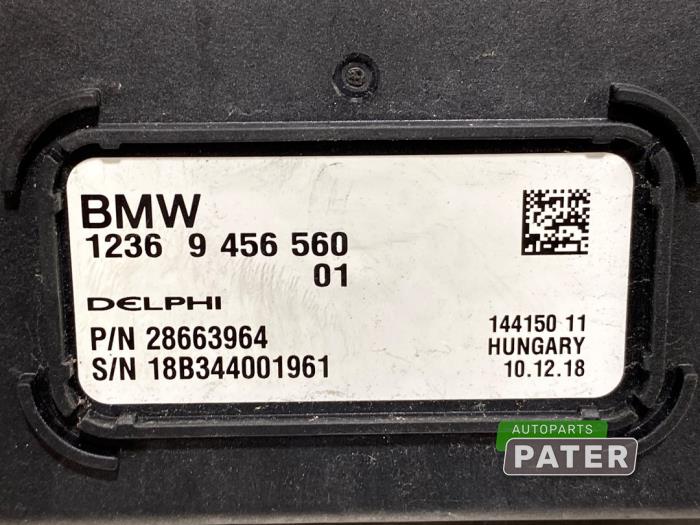 BMW
1236 9 456 560
01
DELPHI
P/N 28663964
S/N 18B344001961
144150 11
HUNGARY
10.12.18
AUTOPARTS
PATER